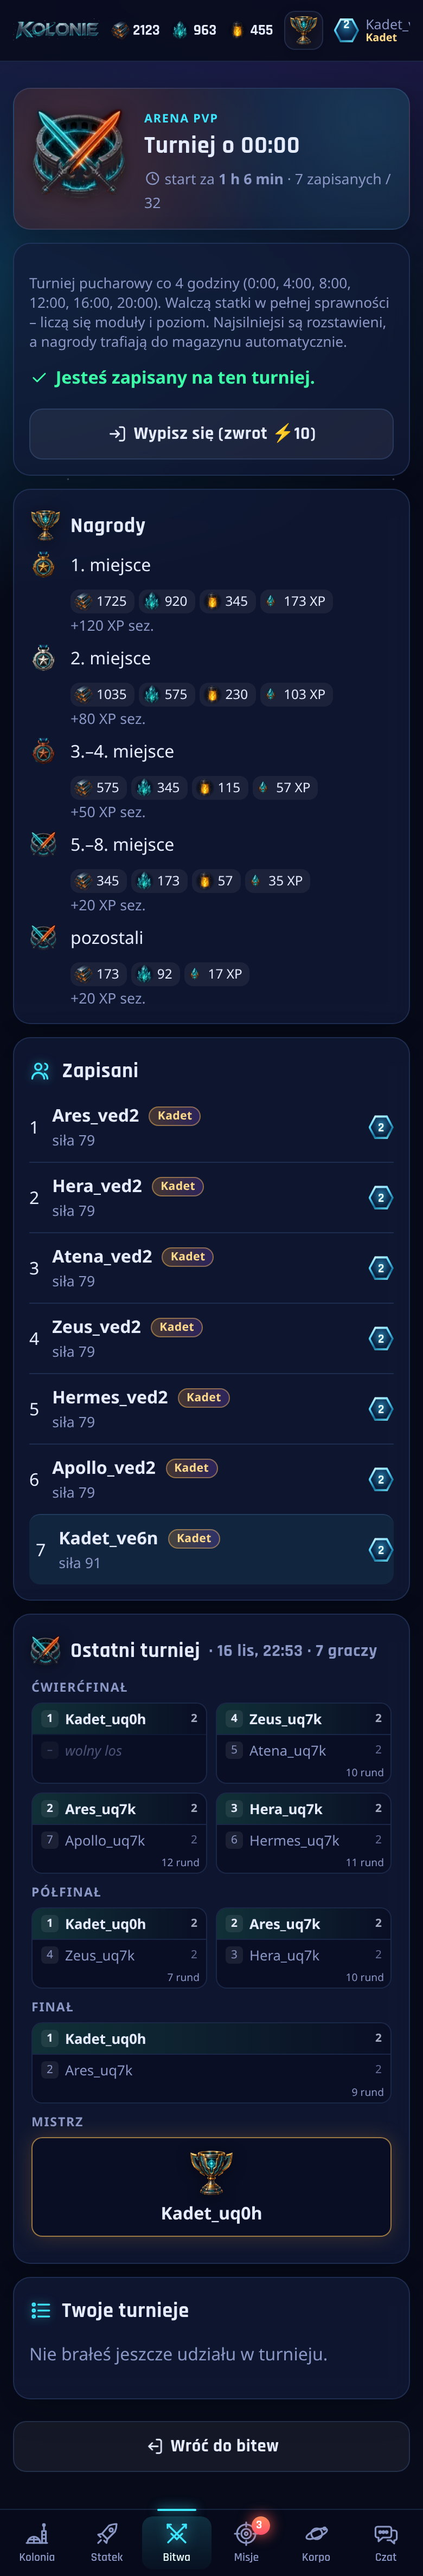 KOLONIE 2123 963 455 2 Kadet_v
Kadet
ARENA PVP
Turniej o 00:00
start za 1 h 6 min · 7 zapisanych /
32
Turniej pucharowy co 4 godziny (0:00, 4:00, 8:00,
12:00, 16:00, 20:00). Walczą statki w pełnej sprawności
– liczą się moduły i poziom. Najsilniejsi są rozstawieni,
a nagrody trafiają do magazynu automatycznie.
Jesteś zapisany na ten turniej.
Wypisz się (zwrot ⚡10)
Nagrody
1. miejsce
1725 920 345 173 XP
+120 XP sez.
2. miejsce
1035 575 230 103 XP
+80 XP sez.
3.–4. miejsce
575 345 115 57 XP
+50 XP sez.
5.–8. miejsce
345 173 57 35 XP
+20 XP sez.
pozostali
173 92 17 XP
+20 XP sez.
Zapisani
1 Ares_ved2 Kadet 2
siła 79
2 Hera_ved2 Kadet 2
siła 79
3 Atena_ved2 Kadet 2
siła 79
4 Zeus_ved2 Kadet 2
siła 79
5 Hermes_ved2 Kadet 2
siła 79
6 Apollo_ved2 Kadet 2
siła 79
7 Kadet_ve6n Kadet 2
siła 91
Ostatni turniej · 16 lis, 22:53 · 7 graczy
ĆWIERĆFINAŁ
1 Kadet_uq0h 2
– wolny los
4 Zeus_uq7k 2
5 Atena_uq7k 2
10 rund
2 Ares_uq7k 2
7 Apollo_uq7k 2
12 rund
3 Hera_uq7k 2
6 Hermes_uq7k 2
11 rund
PÓŁFINAŁ
1 Kadet_uq0h 2
4 Zeus_uq7k 2
7 rund
2 Ares_uq7k 2
3 Hera_uq7k 2
10 rund
FINAŁ
1 Kadet_uq0h 2
2 Ares_uq7k 2
9 rund
MISTRZ
Kadet_uq0h
Twoje turnieje
Nie brałeś jeszcze udziału w turnieju.
Wróć do bitew
3
Kolonia Statek Bitwa Misje Korpo Czat